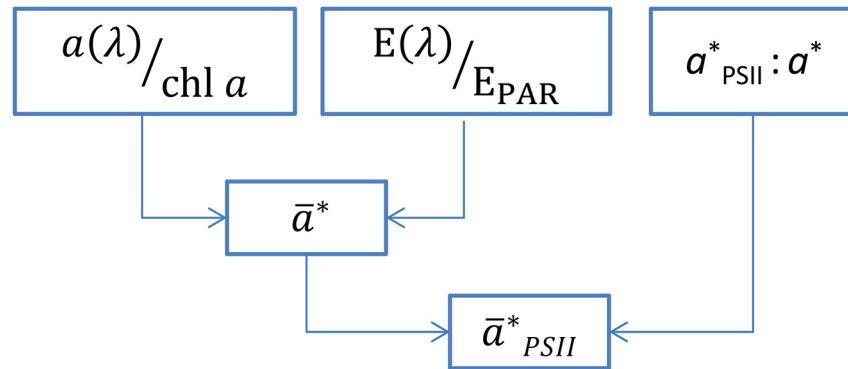 a(λ)/chl a
E(λ)/E_PAR
a*_PSII : a*
ā*
ā*_PSII